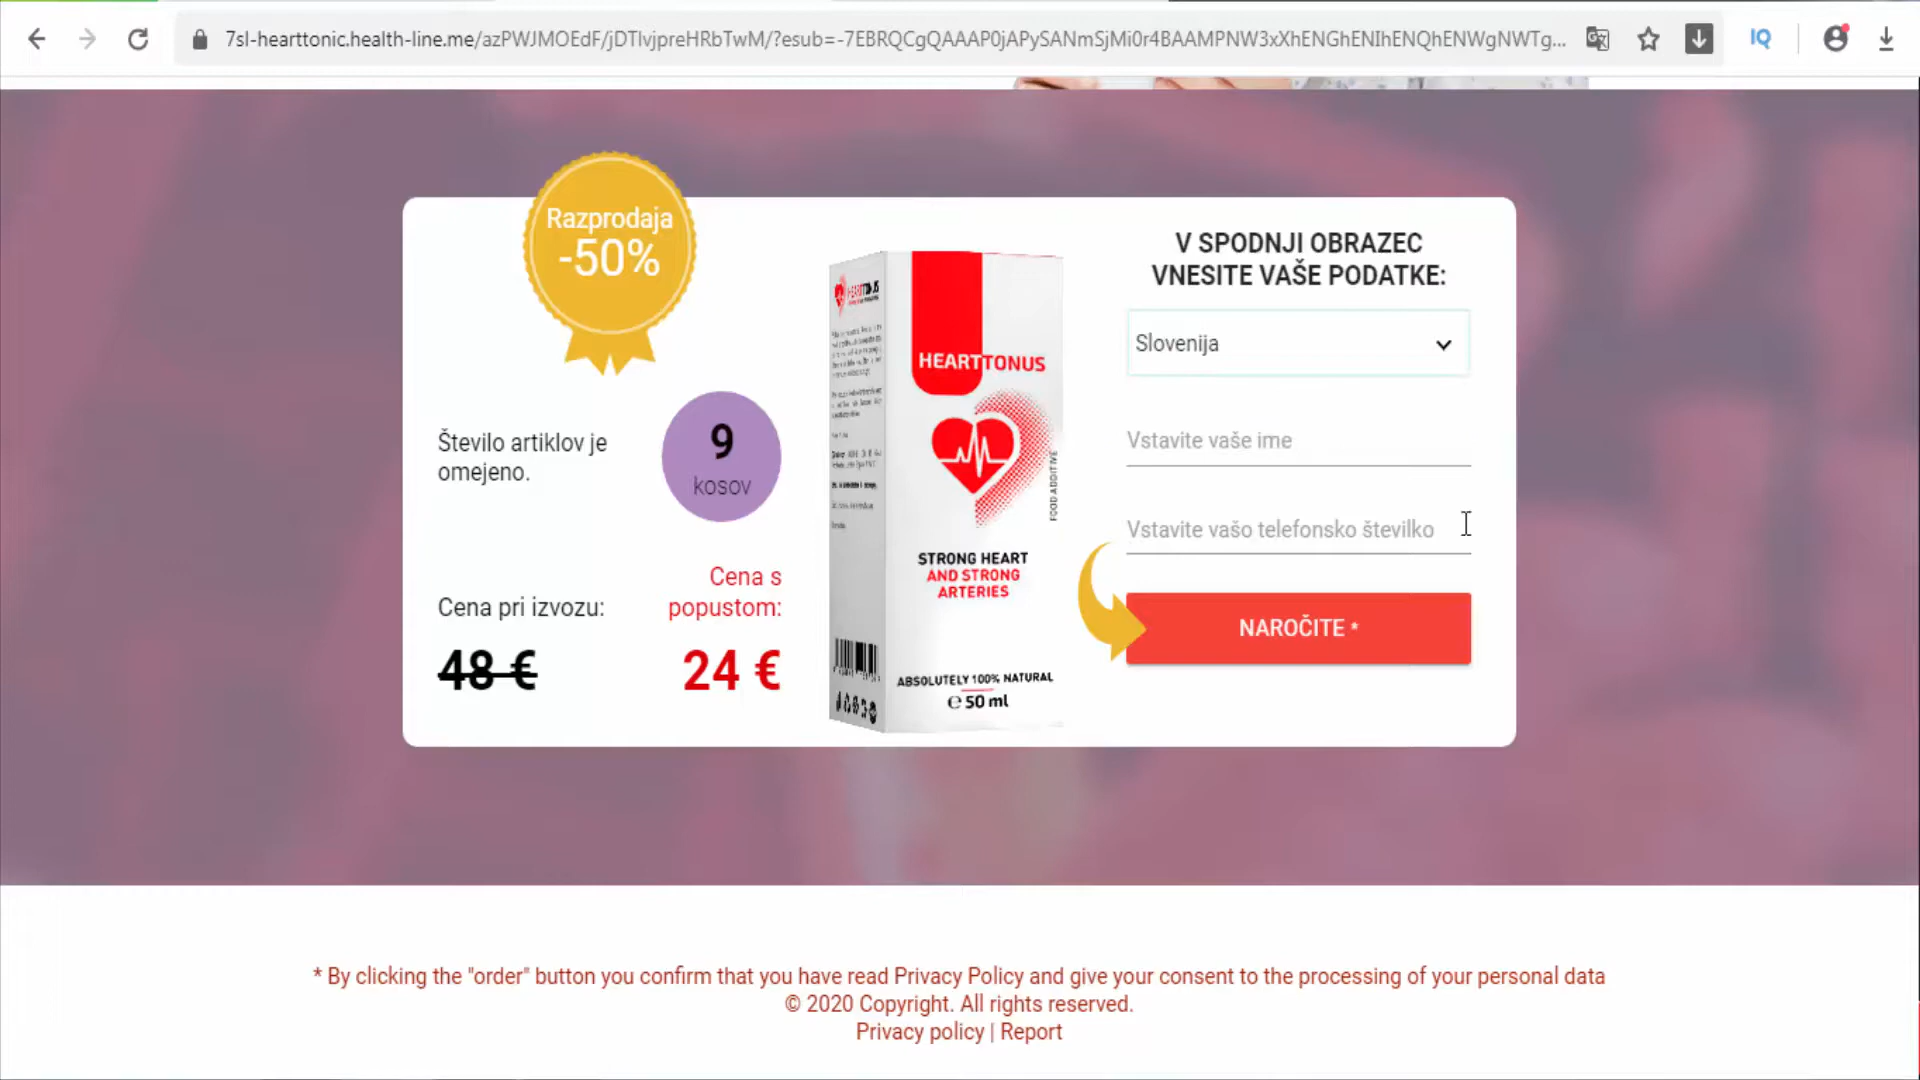 7sl-hearttonic.health-line.me/azPWJMOEdF/jDTlvjpreHRbTwM/?esub=-7EBRQCgQAAAP0jAPySANmSjMi0r4BAAMPNW3xXhENGhENIhENQhENWgNWTg...
IQ
Razprodaja
-50%
V SPODNJI OBRAZEC
VNESITE VAŠE PODATKE:
Slovenija
Vstavite vaše ime
Vstavite vašo telefonsko številko
NAROČITE *
Število artiklov je
omejeno.
9
kosov
Cena pri izvozu:
48 €
Cena s
popustom:
24 €
HEARTTONUS
HEARTTONUS
FOOD ADDITIVE
STRONG HEART
AND STRONG
ARTERIES
ABSOLUTELY 100% NATURAL
℮ 50 ml
* By clicking the "order" button you confirm that you have read Privacy Policy and give your consent to the processing of your personal data
© 2020 Copyright. All rights reserved.
Privacy policy | Report